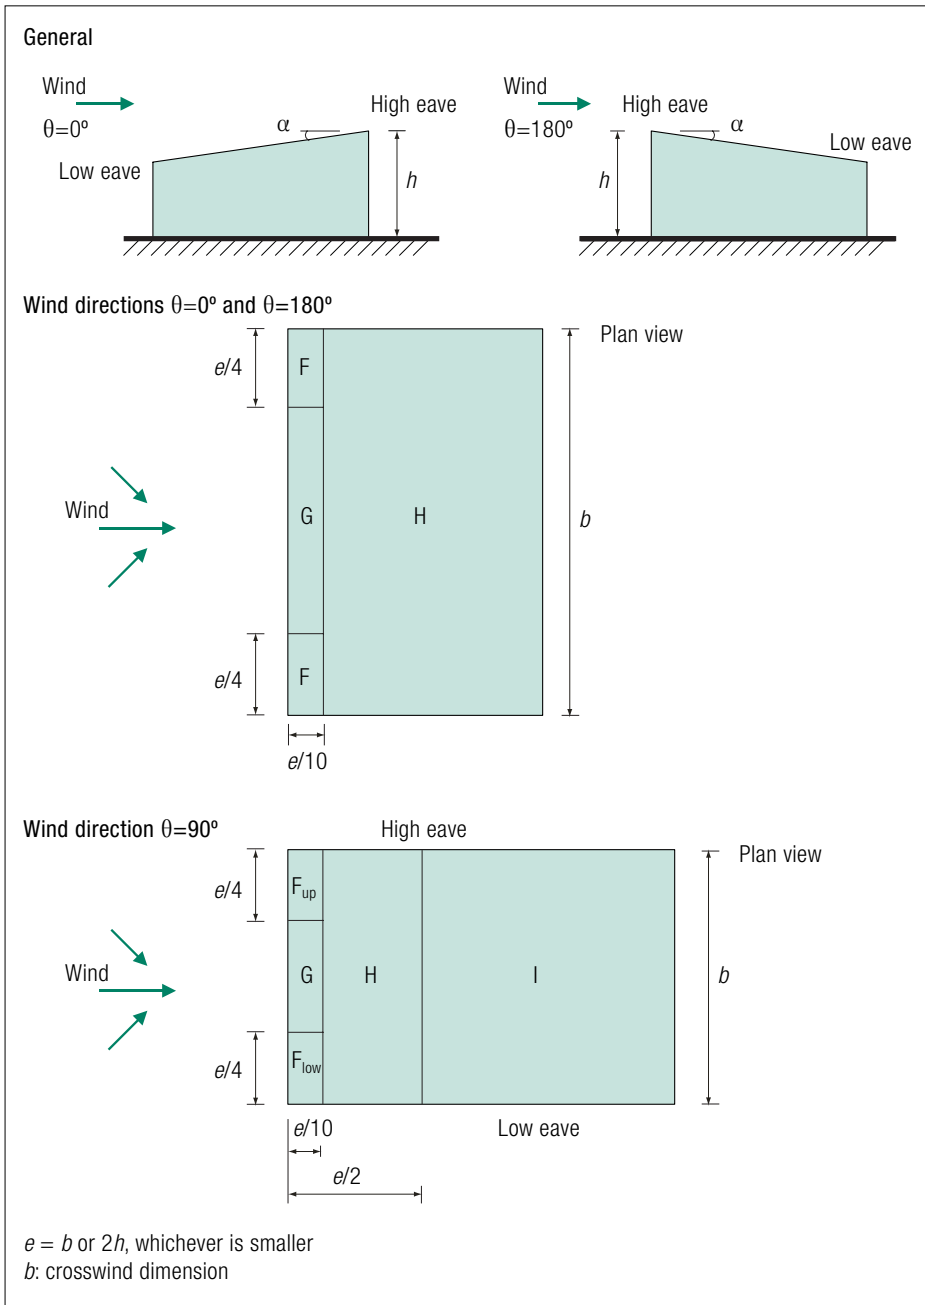 General
Wind
θ=0º
Low eave
α
High eave
h
Wind
θ=180º
High eave
α
Low eave
h
Wind directions θ=0º and θ=180º
Plan view
e/4
F
Wind
G
H
b
e/4
F
e/10
Wind direction θ=90º
High eave
Plan view
e/4
Fup
Wind
G
H
I
b
e/4
Flow
e/10
Low eave
e/2
e = b or 2h, whichever is smaller
b: crosswind dimension